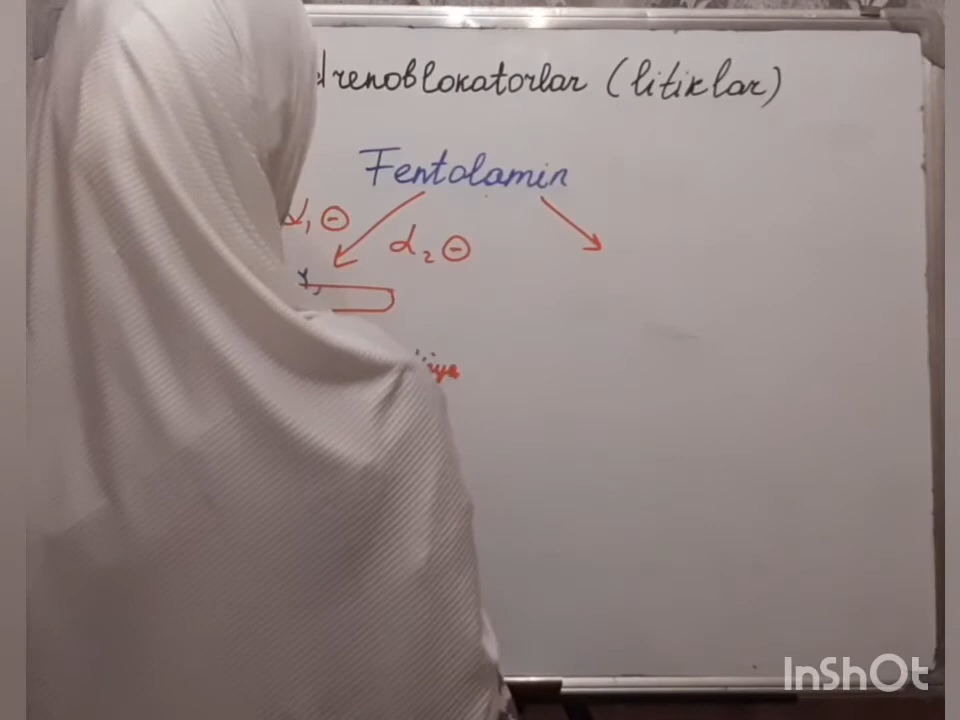 drenoblokatorlar (litiklar)
Fentolamin
α₁ ⊖
α₂ ⊖
InShOt